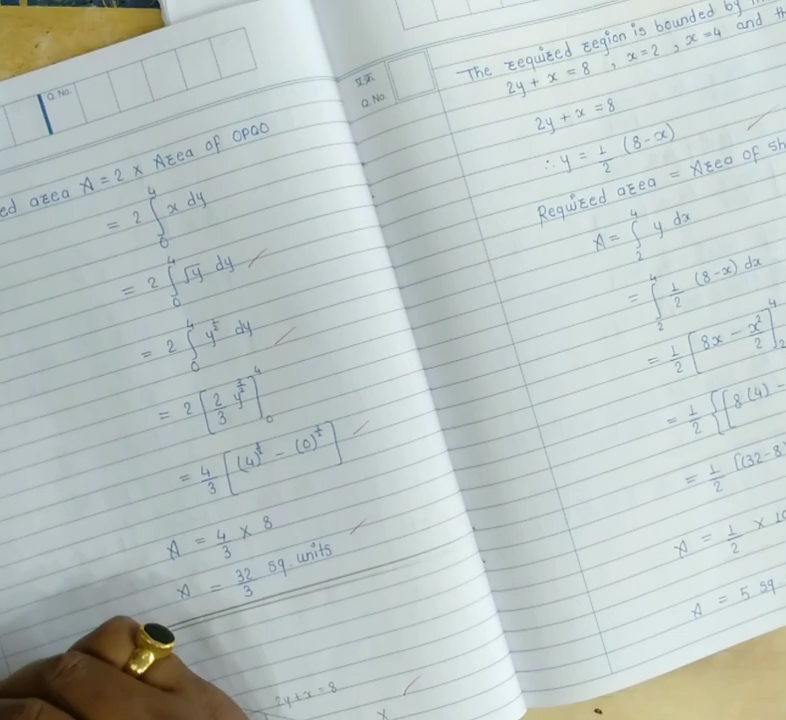 Q.No.
ed area A = 2 x Area of OPQO
= 2 ∫₀⁴ x dy
= 2 ∫₀⁴ √y dy
= 2 ∫₀⁴ y^½ dy
= 2 [2/3 y^(3/2)]₀⁴
= 4/3 [(4)^(3/2) - (0)^(3/2)]
A = 4/3 x 8
A = 32/3 sq. units
2y+x=8
x
Q.No.
The required region is bounded by
2y + x = 8 , x=2 , x=4 and
2y + x = 8
∴ y = 1/2 (8-x)
Required area = Area of
A = ∫₂⁴ y dx
= ∫₂⁴ 1/2 (8-x) dx
= 1/2 [8x - x²/2]₂⁴
= 1/2 {[8(4) -
= 1/2 [(32-8
A = 1/2 x 10
A = 5 sq.